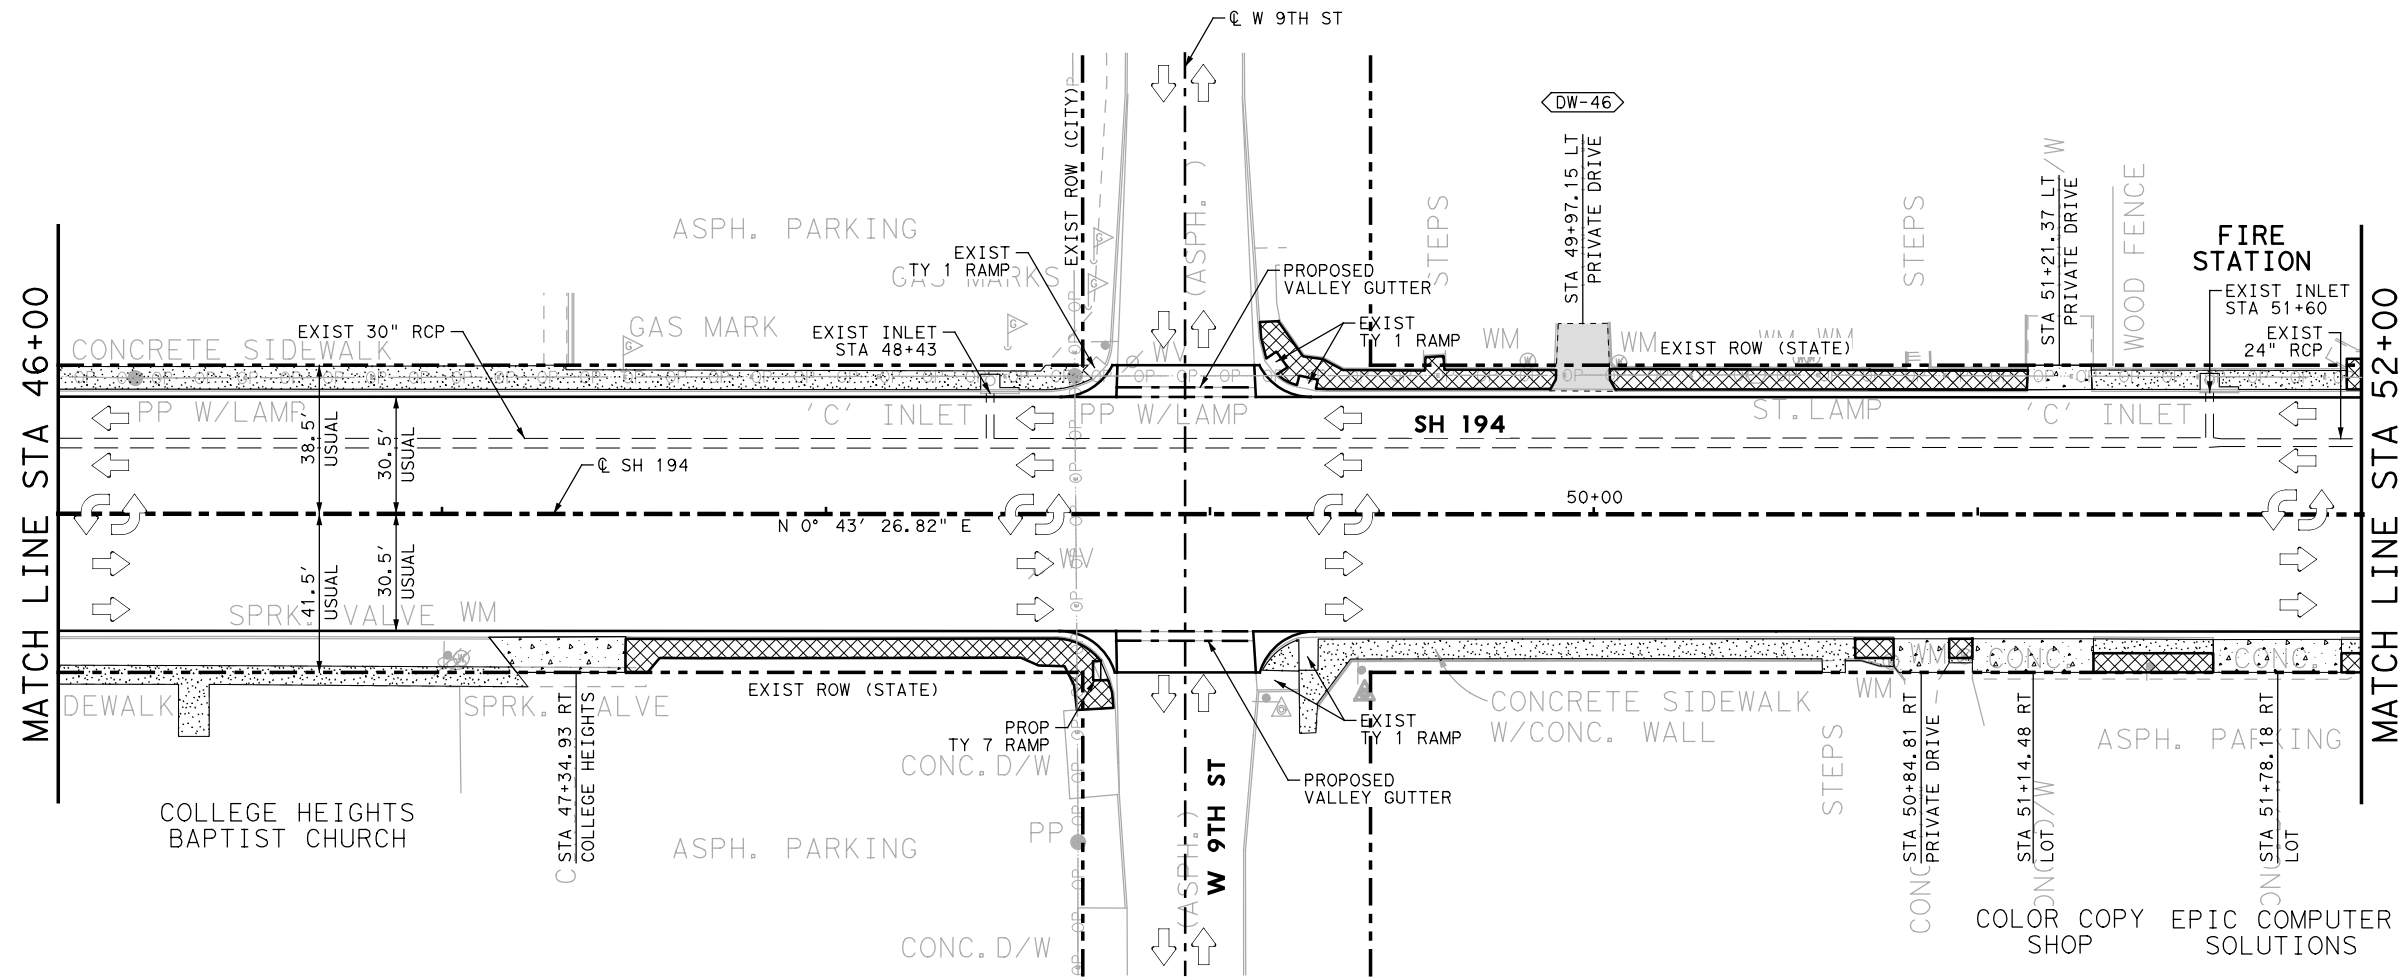 ℄ W 9TH ST
DW-46
EXIST ROW (CITY)
(ASPH. )
STEPS
STA 49+97.15 LT
PRIVATE DRIVE
STEPS
STA 51+21.37 LT
PRIVATE DRIVE
WOOD FENCE
FIRE
STATION
ASPH. PARKING
EXIST
TY 1 RAMP
GAS MARKS
PROPOSED
VALLEY GUTTER
EXIST INLET
STA 51+60
EXIST
24" RCP
MATCH LINE STA 46+00
MATCH LINE STA 52+00
GAS MARK
EXIST 30" RCP
EXIST INLET
STA 48+43
EXIST
TY 1 RAMP
CONCRETE SIDEWALK
WV
WM
WM
WM
WM
EXIST ROW (STATE)
PP W/LAMP
'C' INLET
PP W/LAMP
SH 194
ST.LAMP
'C' INLET
38.5'
USUAL
30.5'
USUAL
℄ SH 194
50+00
N 0° 43' 26.82" E
WV
41.5'
USUAL
30.5'
USUAL
SPRK. VALVE WM
EXIST ROW (STATE)
DEWALK
SPRK. VALVE
PROP
TY 7 RAMP
CONC.D/W
EXIST
TY 1 RAMP
CONCRETE SIDEWALK
W/CONC. WALL
WM
CONC.
CONC.
WM
ASPH. PARKING
STA 47+34.93 RT
COLLEGE HEIGHTS
COLLEGE HEIGHTS
BAPTIST CHURCH
ASPH. PARKING
PP
W 9TH ST
(ASPH.)
PROPOSED
VALLEY GUTTER
STEPS
STA 50+84.81 RT
PRIVATE DRIVE
STA 51+14.48 RT
LOT
STA 51+78.18 RT
LOT
CONC.D/W
COLOR COPY
SHOP
EPIC COMPUTER
SOLUTIONS